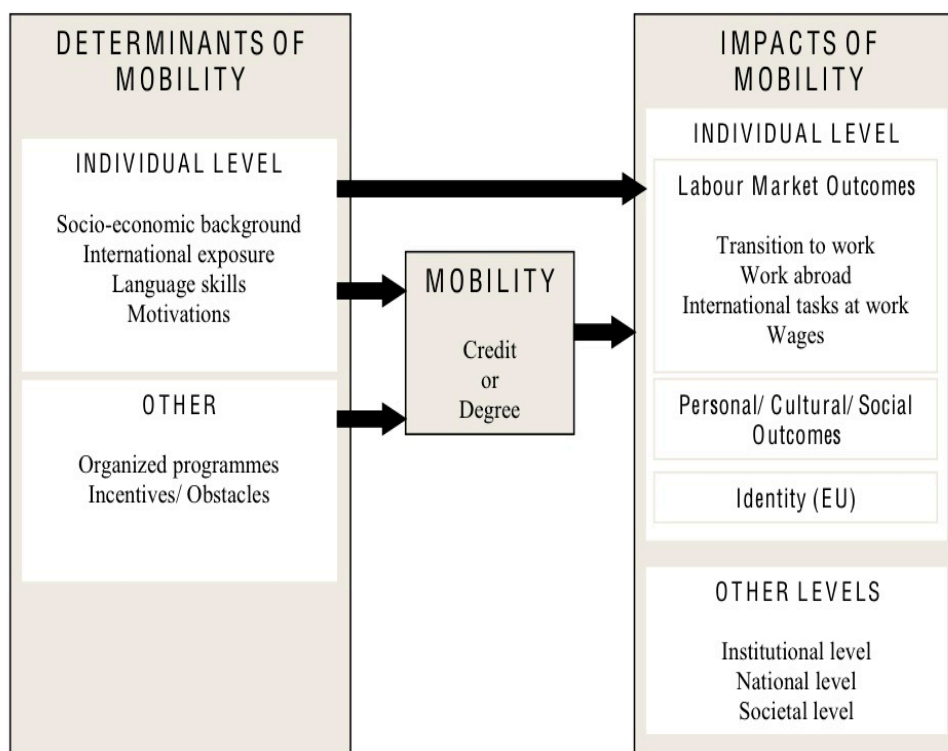 DETERMINANTS OF
MOBILITY
INDIVIDUAL LEVEL
Socio-economic background
International exposure
Language skills
Motivations
OTHER
Organized programmes
Incentives/ Obstacles
MOBILITY
Credit
or
Degree
IMPACTS OF
MOBILITY
INDIVIDUAL LEVEL
Labour Market Outcomes
Transition to work
Work abroad
International tasks at work
Wages
Personal/ Cultural/ Social
Outcomes
Identity (EU)
OTHER LEVELS
Institutional level
National level
Societal level